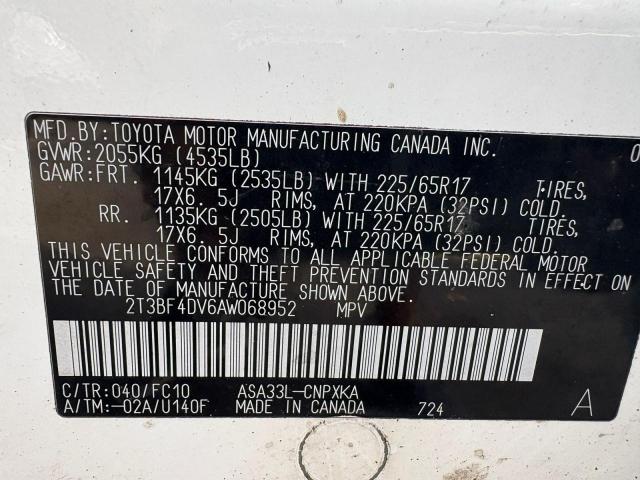 MFD.BY:TOYOTA MOTOR MANUFACTURING CANADA INC. 0
GVWR:2055KG (4535LB)
GAWR:FRT. 1145KG (2535LB) WITH 225/65R17 TIRES,
17X6. 5J RIMS, AT 220KPA (32PSI) COLD.
RR. 1135KG (2505LB) WITH 225/65R17 TIRES,
17X6. 5J RIMS, AT 220KPA (32PSI) COLD.
THIS VEHICLE CONFORMS TO ALL APPLICABLE FEDERAL MOTOR
VEHICLE SAFETY AND THEFT PREVENTION STANDARDS IN EFFECT ON
THE DATE OF MANUFACTURE SHOWN ABOVE.
2T3BF4DV6AW068952 MPV
C/TR:040/FC10 ASA33L-CNPXKA
A/TM:-02A/U140F MADE IN CANADA 724 A